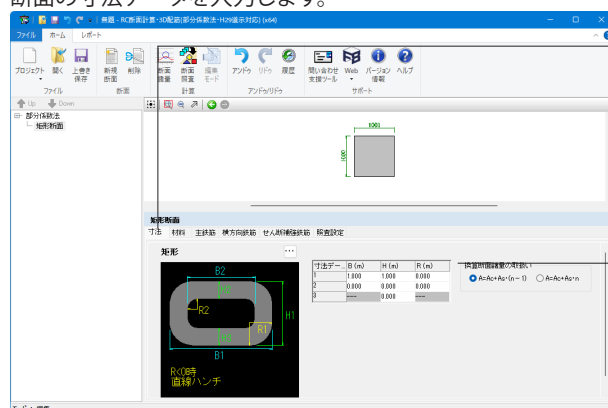 断面の寸法データを入力します。
無題 - RC断面計算・3D配筋(部分係数法・H29道示対応) (x64)
ファイル ホーム レポート
プロジェクト 開く 上書き保存 新規断面 削除 断面諸量 断面照査 編集モード アンドゥ リドゥ 履歴 問い合わせ支援ツール Web バージョン情報 ヘルプ
ファイル 断面 計算 アンドゥ/リドゥ サポート
Up Down
部分係数法
矩形断面
1000
1000
矩形断面
寸法 材料 主鉄筋 横方向鉄筋 せん断補強鉄筋 照査設定
矩形 ...
寸法デー... B (m) H (m) R (m)
1 1.000 1.000 0.000
2 0.000 0.000 0.000
3 --- 0.000 ---
換算断面諸量の取扱い
A=Ac+As・(n－1) A=Ac+As・n
B2
R2
H1
R1
B1
R<0時
直線ハンチ